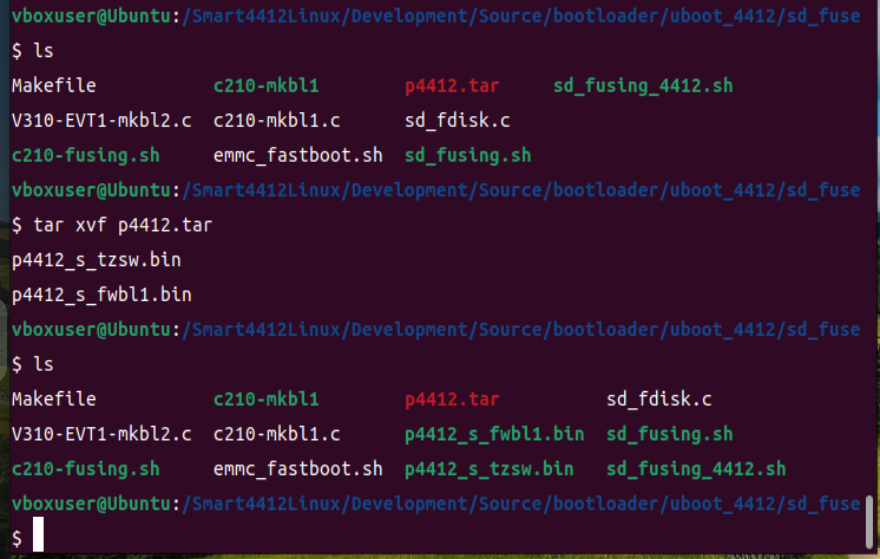 vboxuser@Ubuntu:/Smart4412Linux/Development/Source/bootloader/uboot_4412/sd_fuse
$ ls
Makefile c210-mkbl1 p4412.tar sd_fusing_4412.sh
V310-EVT1-mkbl2.c c210-mkbl1.c sd_fdisk.c
c210-fusing.sh emmc_fastboot.sh sd_fusing.sh
vboxuser@Ubuntu:/Smart4412Linux/Development/Source/bootloader/uboot_4412/sd_fuse
$ tar xvf p4412.tar
p4412_s_tzsw.bin
p4412_s_fwbl1.bin
vboxuser@Ubuntu:/Smart4412Linux/Development/Source/bootloader/uboot_4412/sd_fuse
$ ls
Makefile c210-mkbl1 p4412.tar sd_fdisk.c
V310-EVT1-mkbl2.c c210-mkbl1.c p4412_s_fwbl1.bin sd_fusing.sh
c210-fusing.sh emmc_fastboot.sh p4412_s_tzsw.bin sd_fusing_4412.sh
vboxuser@Ubuntu:/Smart4412Linux/Development/Source/bootloader/uboot_4412/sd_fuse
$